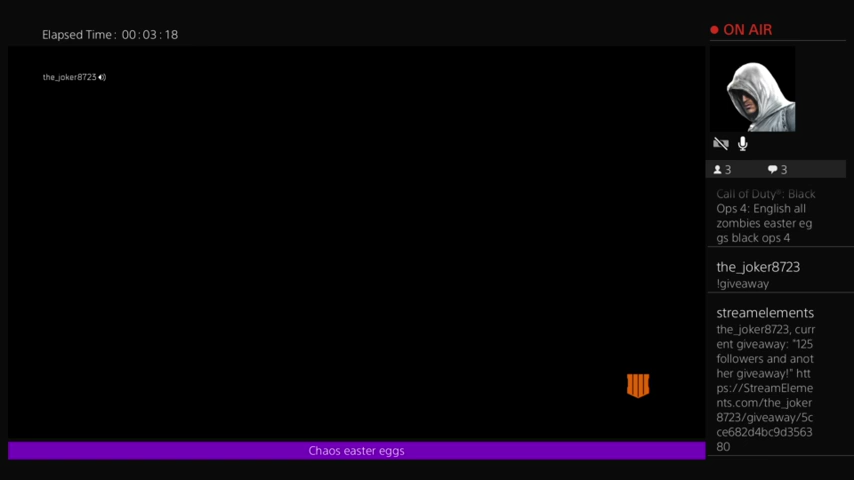 Elapsed Time: 00:03:18
ON AIR
the_joker8723
3 3
Call of Duty®: Black
Ops 4: English all
zombies easter eg
gs black ops 4
the_joker8723
!giveaway
streamelements
the_joker8723, curr
ent giveaway: "125
followers and anot
her giveaway!" htt
ps://StreamEleme
nts.com/the_joker
8723/giveaway/5c
ce682d4bc9d3563
80
Chaos easter eggs